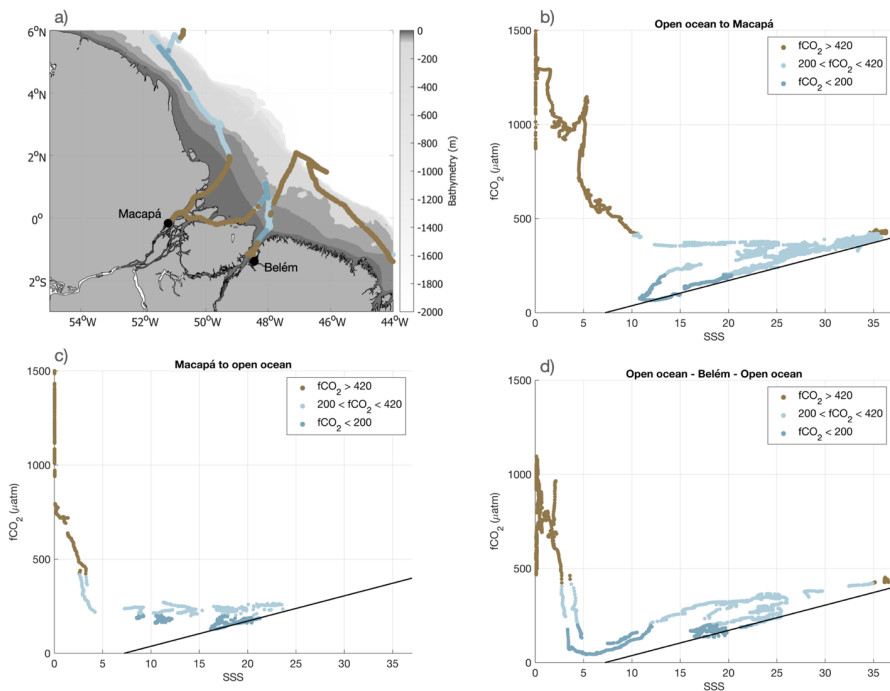 a)
6°N
4°N
2°N
0°
2°S
54°W
52°W
50°W
48°W
46°W
44°W
Macapá
Belém
0
-200
-400
-600
-800
-1000
-1200
-1400
-1600
-1800
-2000
Bathymetry (m)
b)
Open ocean to Macapá
fCO2 > 420
200 < fCO2 < 420
fCO2 < 200
1500
1000
500
0
fCO2 (μatm)
0
5
10
15
20
25
30
35
SSS
c)
Macapá to open ocean
fCO2 > 420
200 < fCO2 < 420
fCO2 < 200
1500
1000
500
0
fCO2 (μatm)
0
5
10
15
20
25
30
35
SSS
d)
Open ocean - Belém - Open ocean
fCO2 > 420
200 < fCO2 < 420
fCO2 < 200
1500
1000
500
0
fCO2 (μatm)
0
5
10
15
20
25
30
35
SSS